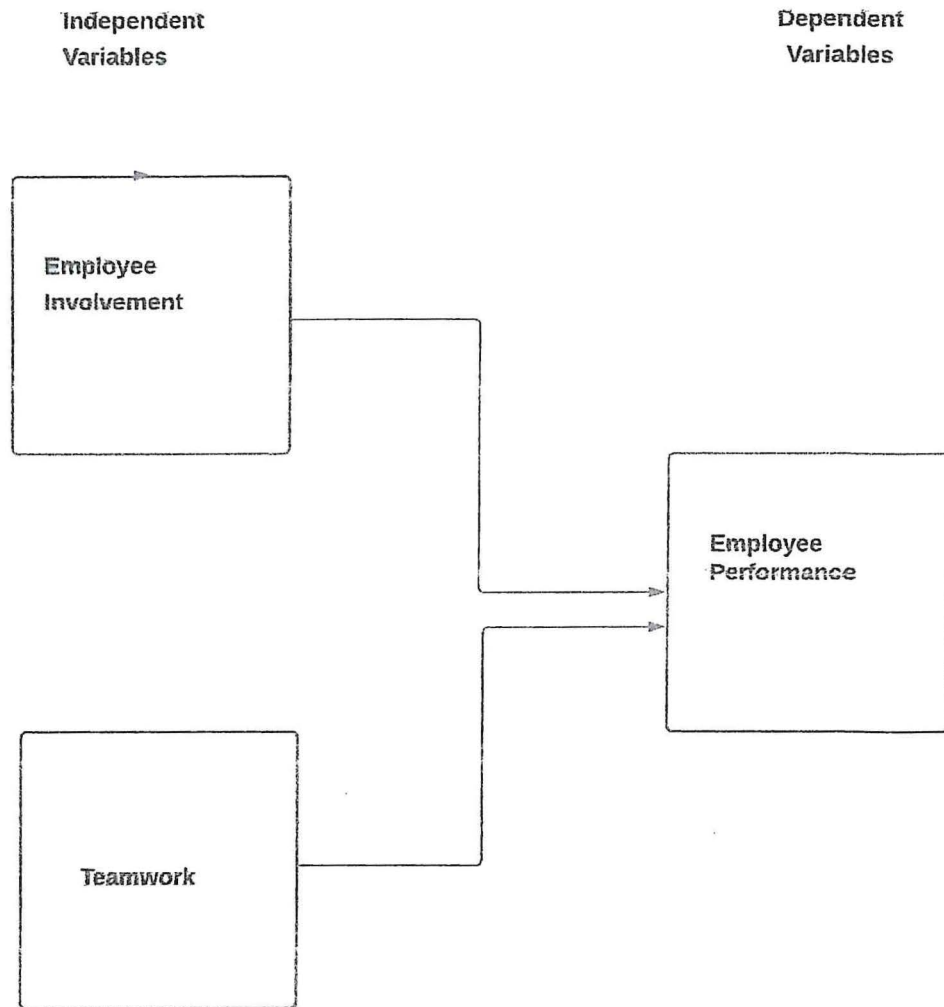 Independent
Variables
Dependent
Variables
Employee
Involvement
Employee
Performance
Teamwork